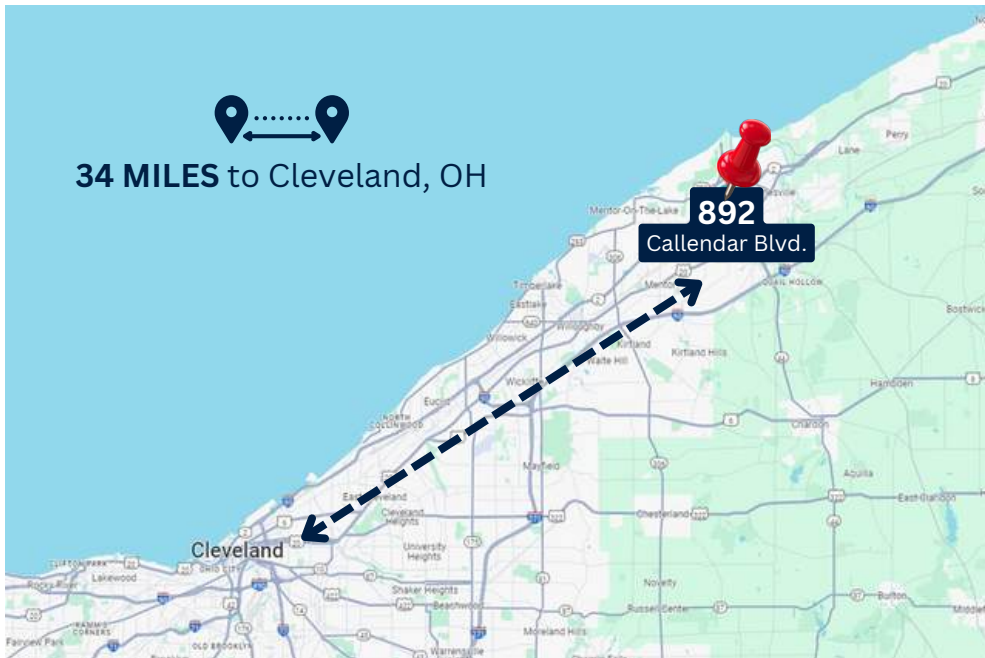 34 MILES to Cleveland, OH
Perry
Lane
Mentor-On-The-Lake
892
Callendar Blvd.
QUAIL HOLLOW
Timberlake
Eastlake
Bostwick
Willowick
Willoughby
Kirtland
Waite Hill
Kirtland Hills
Wickliffe
Hambden
Euclid
NORTH
COLLINWOOD
Chardon
Mayfield
Aquilla
East Cleveland
East Claridon
Cleveland
Heights
Chesterland
Cleveland
University
Heights
CLIFTON PARK
OHIO CITY
Lakewood
Rocky River
Shaker Heights
Novelty
Beachwood
Russell Center
Burton
KAMM'S
CORNERS
Moreland Hills
Fairview Park
OLD BROOKLYN
Warrensville